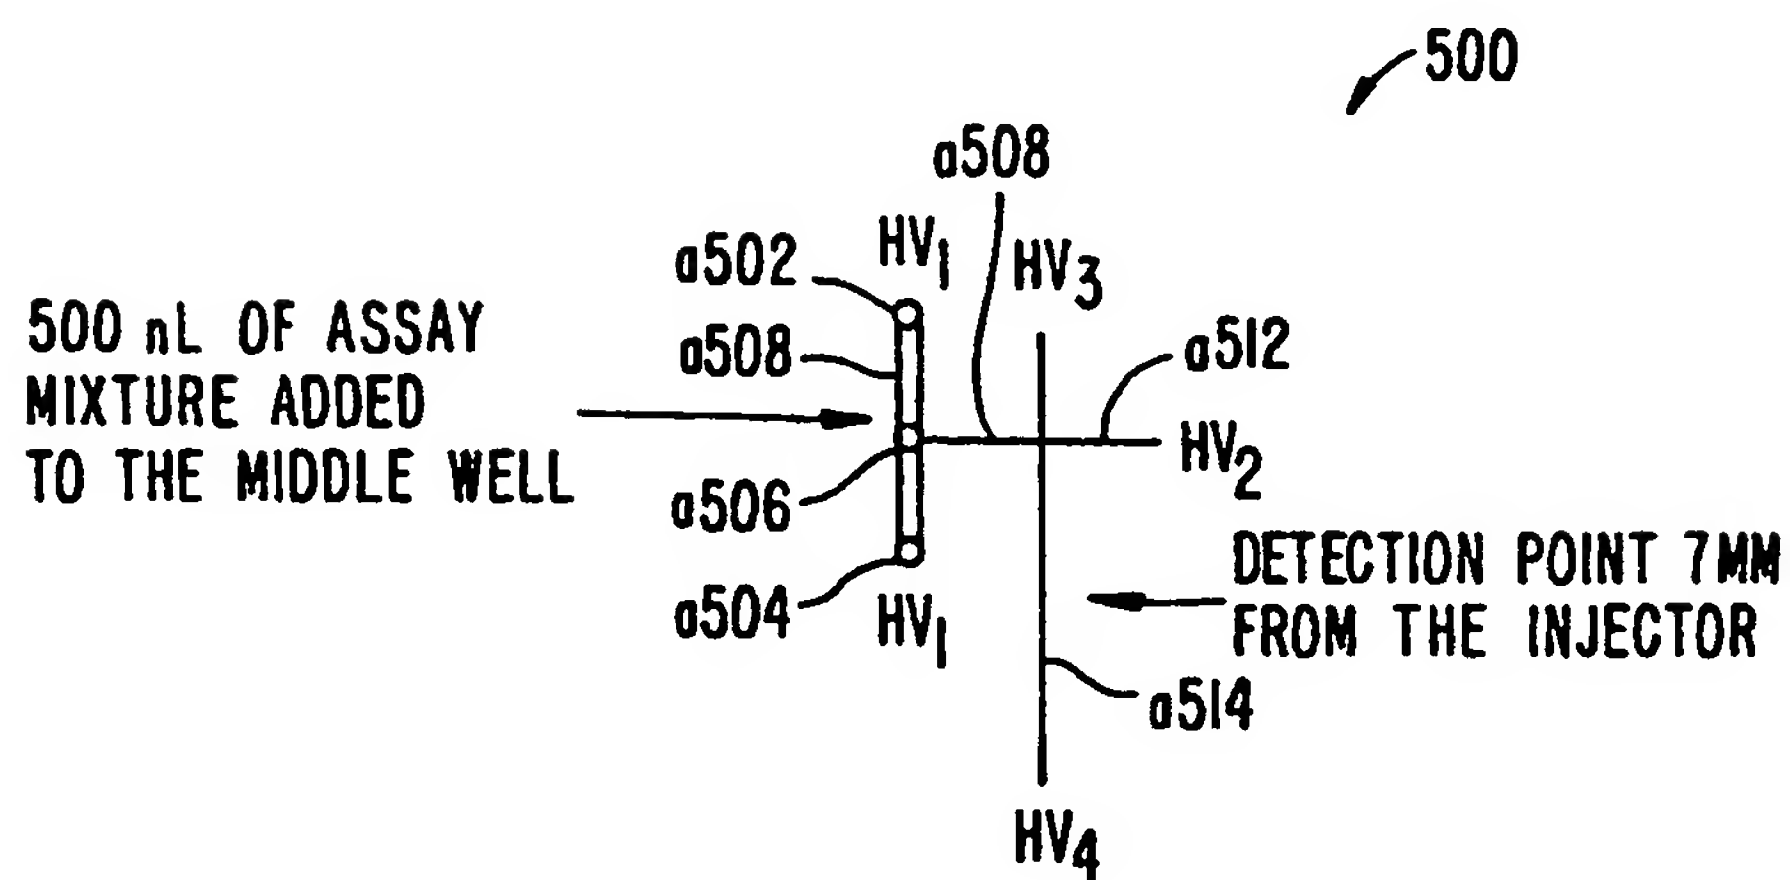 500
a508
HV1
HV3
a502
a508
a512
500 nL OF ASSAY
MIXTURE ADDED
TO THE MIDDLE WELL
HV2
a506
a504
HV1
DETECTION POINT 7MM
FROM THE INJECTOR
a514
HV4